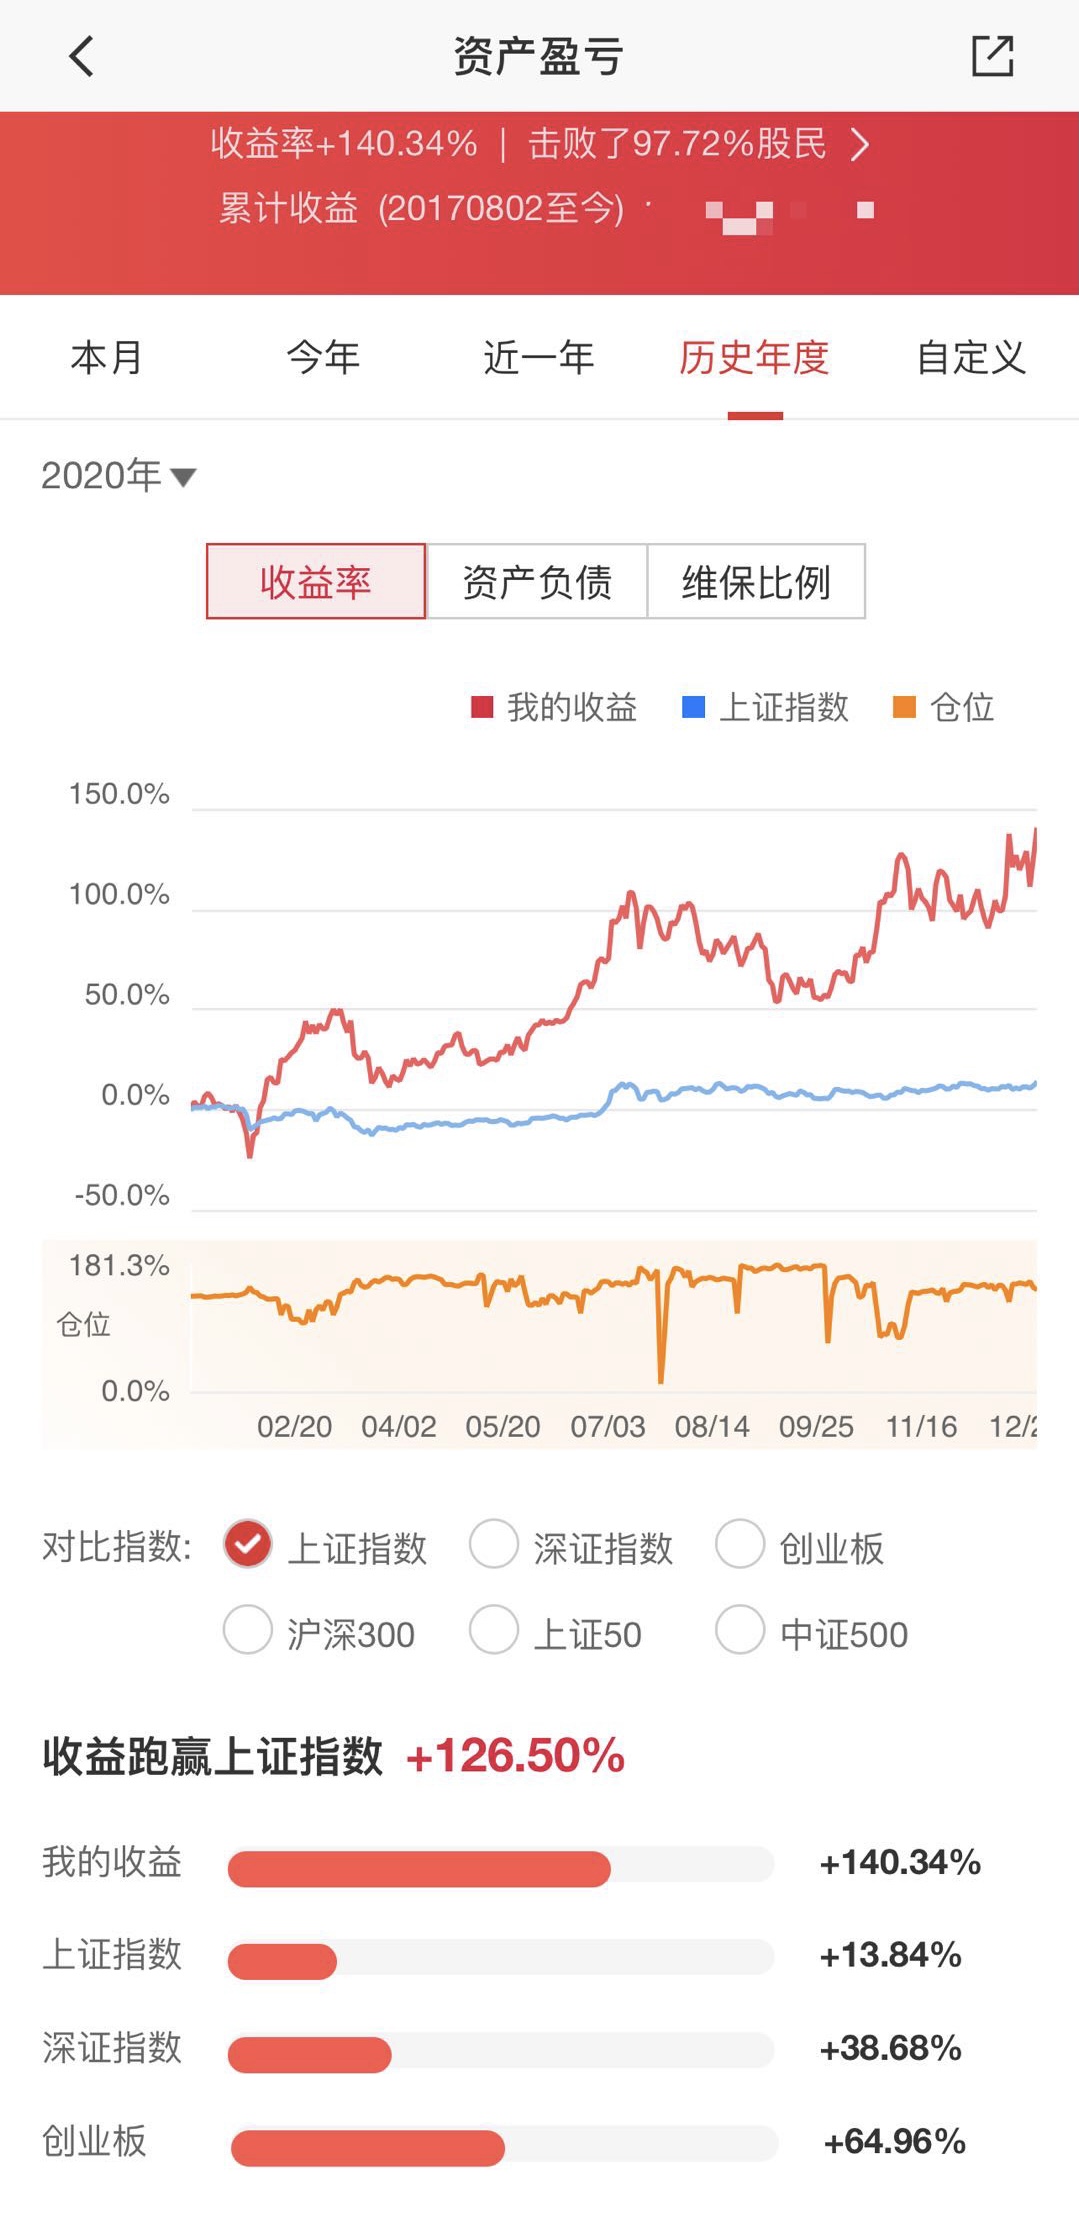 资产盈亏
收益率+140.34% | 击败了97.72%股民
累计收益 (20170802至今)
本月 今年 近一年 历史年度 自定义
2020年
收益率 资产负债 维保比例
我的收益 上证指数 仓位
150.0%
100.0%
50.0%
0.0%
-50.0%
181.3%
仓位
0.0%
02/20 04/02 05/20 07/03 08/14 09/25 11/16 12/2
对比指数: 上证指数 深证指数 创业板
沪深300 上证50 中证500
收益跑赢上证指数 +126.50%
我的收益 +140.34%
上证指数 +13.84%
深证指数 +38.68%
创业板 +64.96%